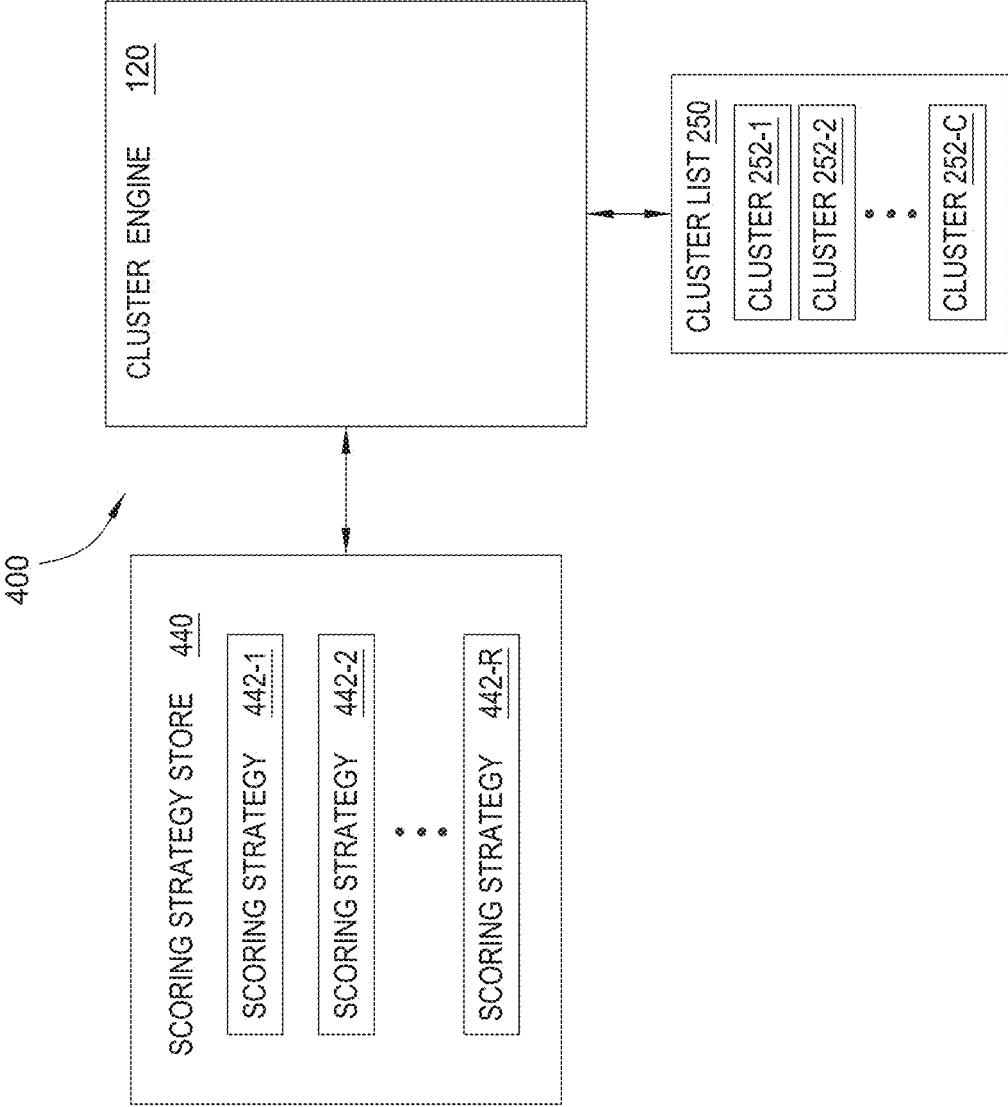 400
SCORING STRATEGY STORE 440
SCORING STRATEGY 442-1
SCORING STRATEGY 442-2
SCORING STRATEGY 442-R
CLUSTER ENGINE 120
CLUSTER LIST 250
CLUSTER 252-1
CLUSTER 252-2
CLUSTER 252-C